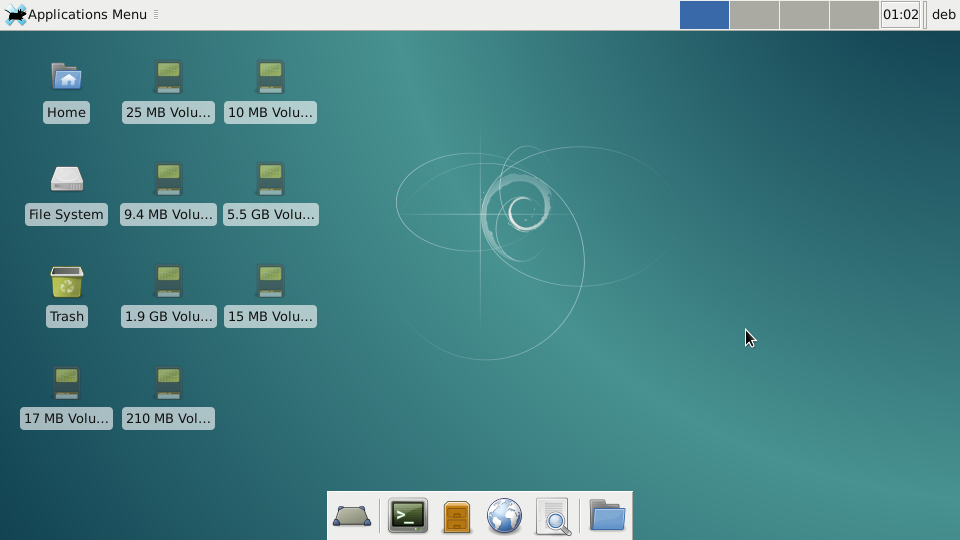 Applications Menu
01:02
deb
Home
25 MB Volu...
10 MB Volu...
File System
9.4 MB Volu...
5.5 GB Volu...
Trash
1.9 GB Volu...
15 MB Volu...
17 MB Volu...
210 MB Vol...